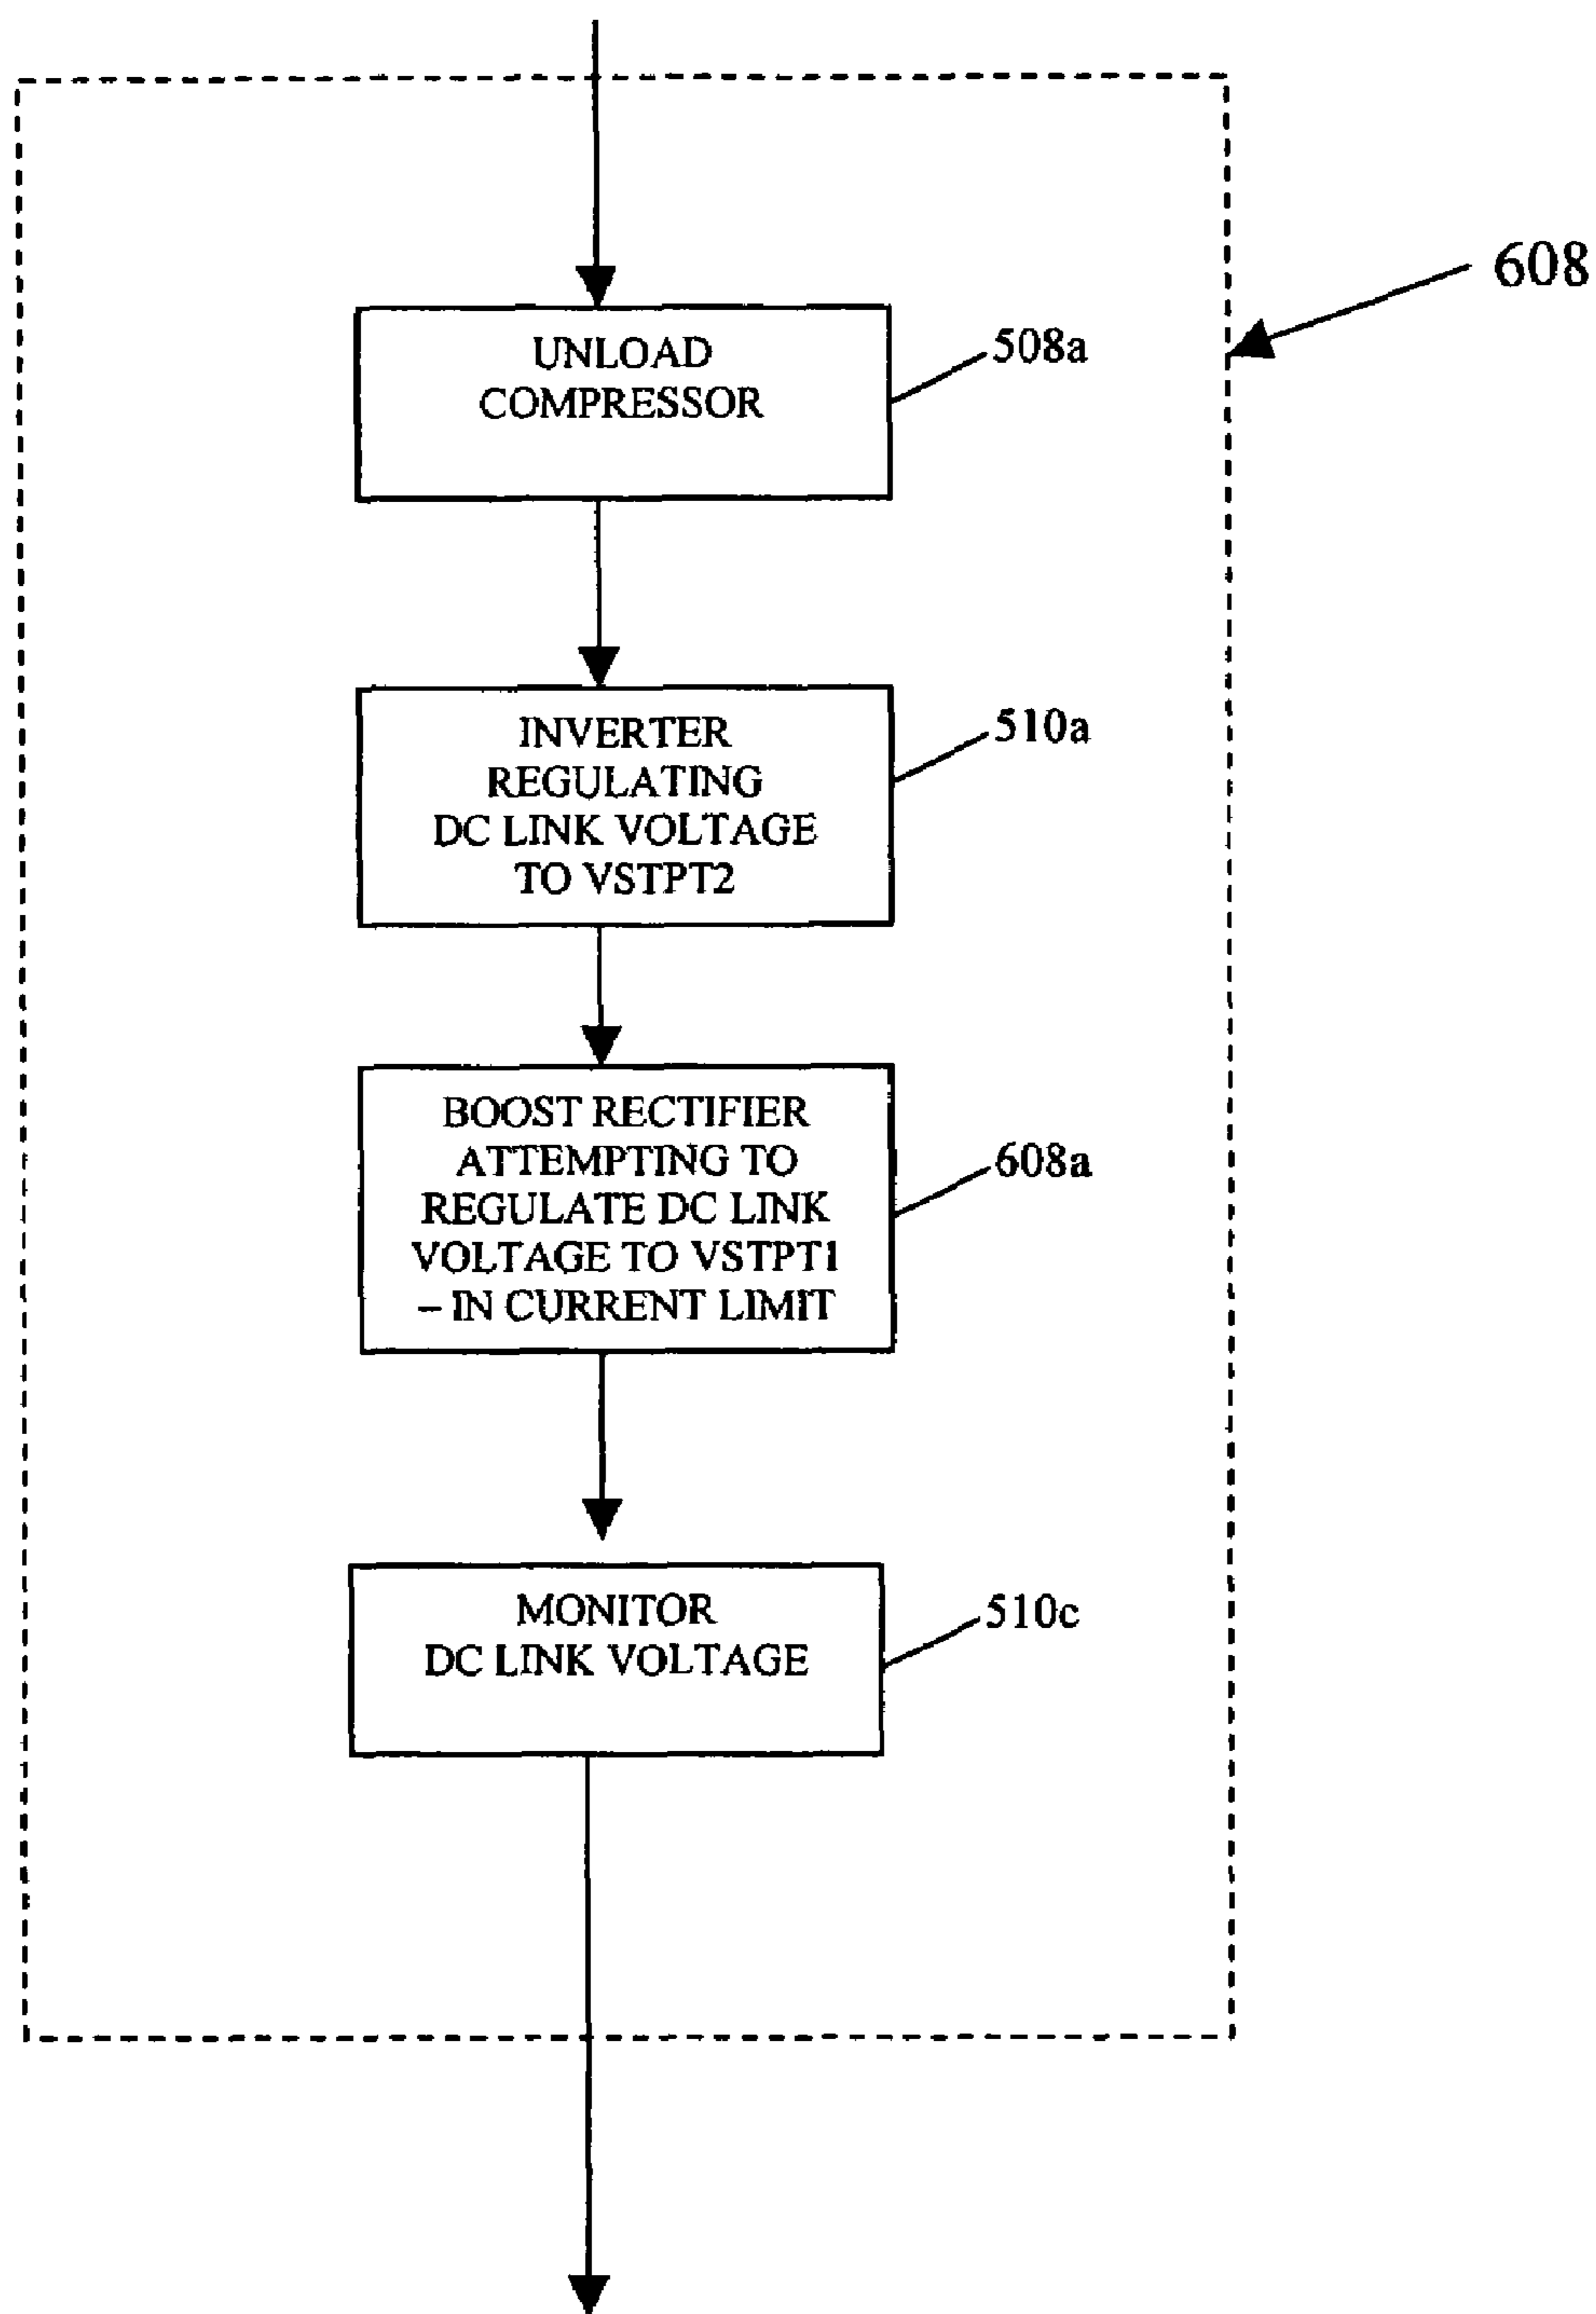 608
UNLOAD
COMPRESSOR
508a
INVERTER
REGULATING
DC LINK VOLTAGE
TO VSTPT2
510a
BOOST RECTIFIER
ATTEMPTING TO
REGULATE DC LINK
VOLTAGE TO VSTPT1
– IN CURRENT LIMIT
608a
MONITOR
DC LINK VOLTAGE
510c